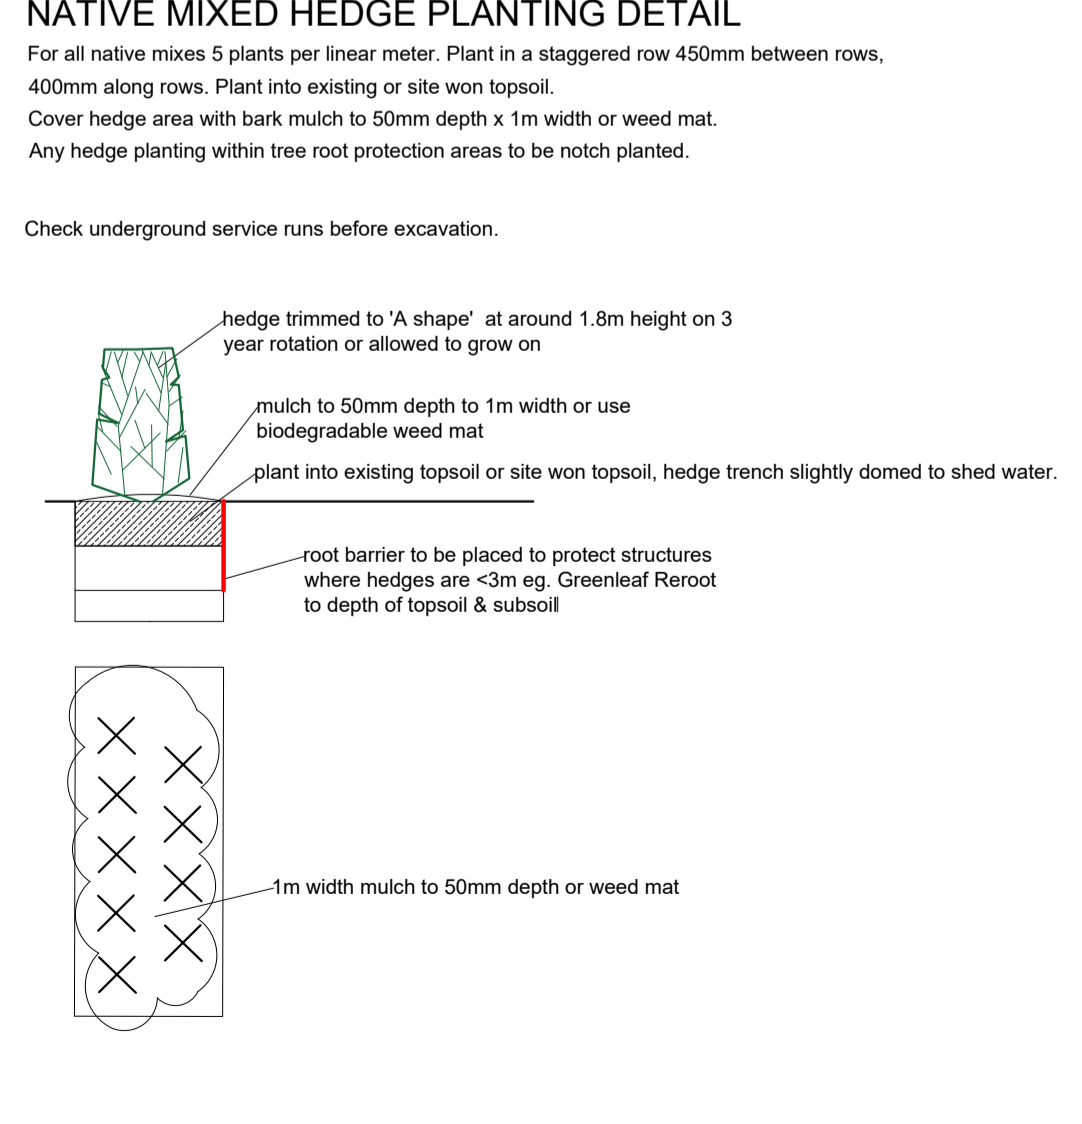 NATIVE MIXED HEDGE PLANTING DETAIL
For all native mixes 5 plants per linear meter. Plant in a staggered row 450mm between rows,
400mm along rows. Plant into existing or site won topsoil.
Cover hedge area with bark mulch to 50mm depth x 1m width or weed mat.
Any hedge planting within tree root protection areas to be notch planted.
Check underground service runs before excavation.
hedge trimmed to 'A shape' at around 1.8m height on 3
year rotation or allowed to grow on
mulch to 50mm depth to 1m width or use
biodegradable weed mat
plant into existing topsoil or site won topsoil, hedge trench slightly domed to shed water.
root barrier to be placed to protect structures
where hedges are <3m eg. Greenleaf Reroot
to depth of topsoil & subsoil
1m width mulch to 50mm depth or weed mat